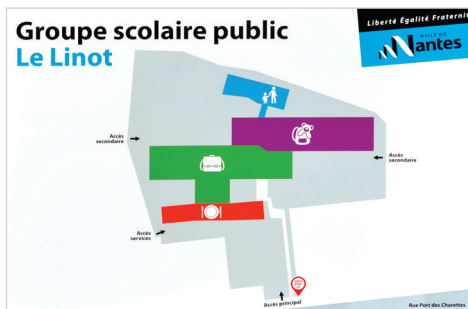 Groupe scolaire public
Le Linot
Liberté Égalité Fraternit
VILLE DE
Nantes
Accès
secondaire
Accès
secondaire
Accès
services
Accès principal
Rue Port des Charettes